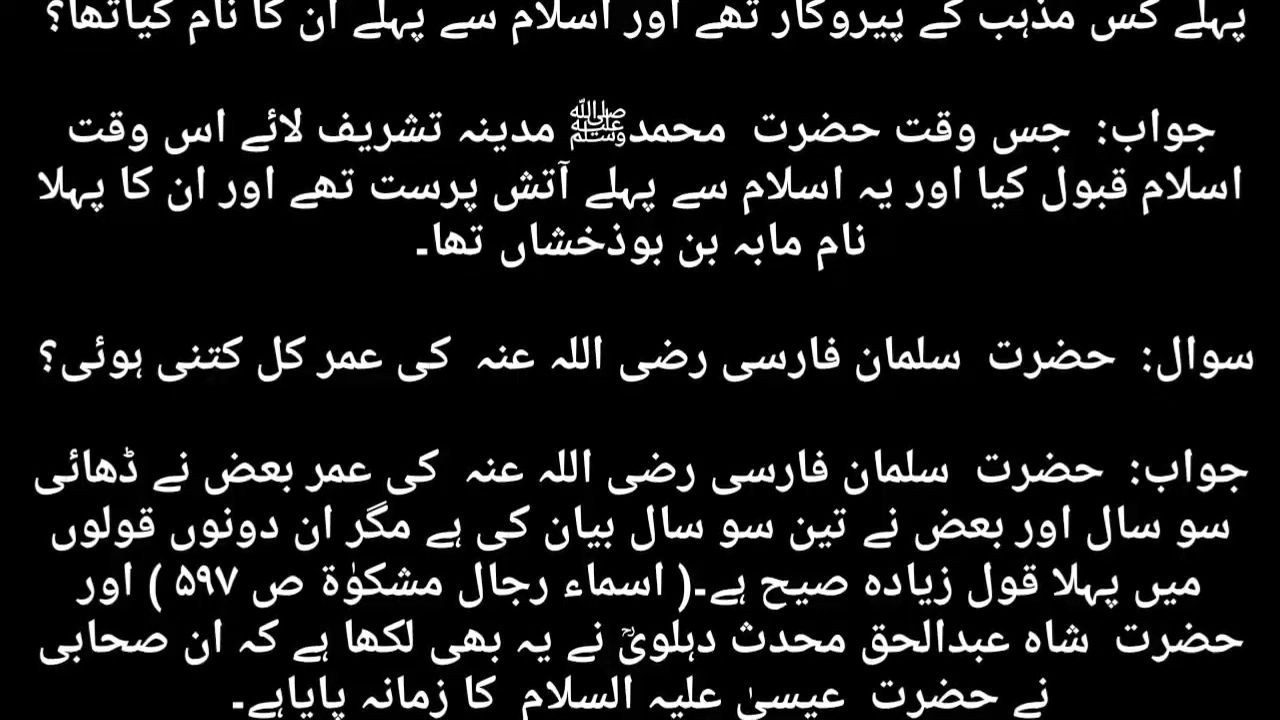 پہلے کس مذہب کے پیروکار تھے اور اسلام سے پہلے ان کا نام کیاتھا؟
جواب: جس وقت حضرت محمدﷺ مدینہ تشریف لائے اس وقت
اسلام قبول کیا اور یہ اسلام سے پہلے آتش پرست تھے اور ان کا پہلا
نام مابہ بن بوذخشاں تھا۔
سوال: حضرت سلمان فارسی رضی اللہ عنہ کی عمر کل کتنی ہوئی؟
جواب: حضرت سلمان فارسی رضی اللہ عنہ کی عمر بعض نے ڈھائی
سو سال اور بعض نے تین سو سال بیان کی ہے مگر ان دونوں قولوں
میں پہلا قول زیادہ صیح ہے۔( اسماء رجال مشکوٰۃ ص ۵۹۷ ) اور
حضرت شاہ عبدالحق محدث دہلویؒ نے یہ بھی لکھا ہے کہ ان صحابی
نے حضرت عیسیٰ علیہ السلام کا زمانہ پایاہے۔